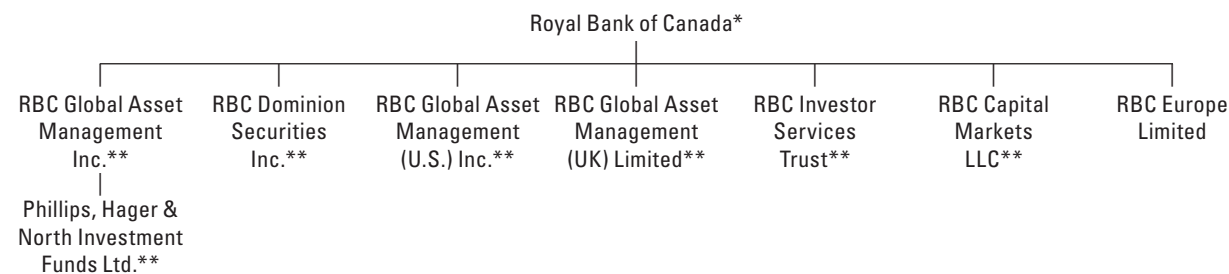 Royal Bank of Canada*
RBC Global Asset
Management
Inc.**
RBC Dominion
Securities
Inc.**
RBC Global Asset
Management
(U.S.) Inc.**
RBC Global Asset
Management
(UK) Limited**
RBC Investor
Services
Trust**
RBC Capital
Markets
LLC**
RBC Europe
Limited
Phillips, Hager &
North Investment
Funds Ltd.**